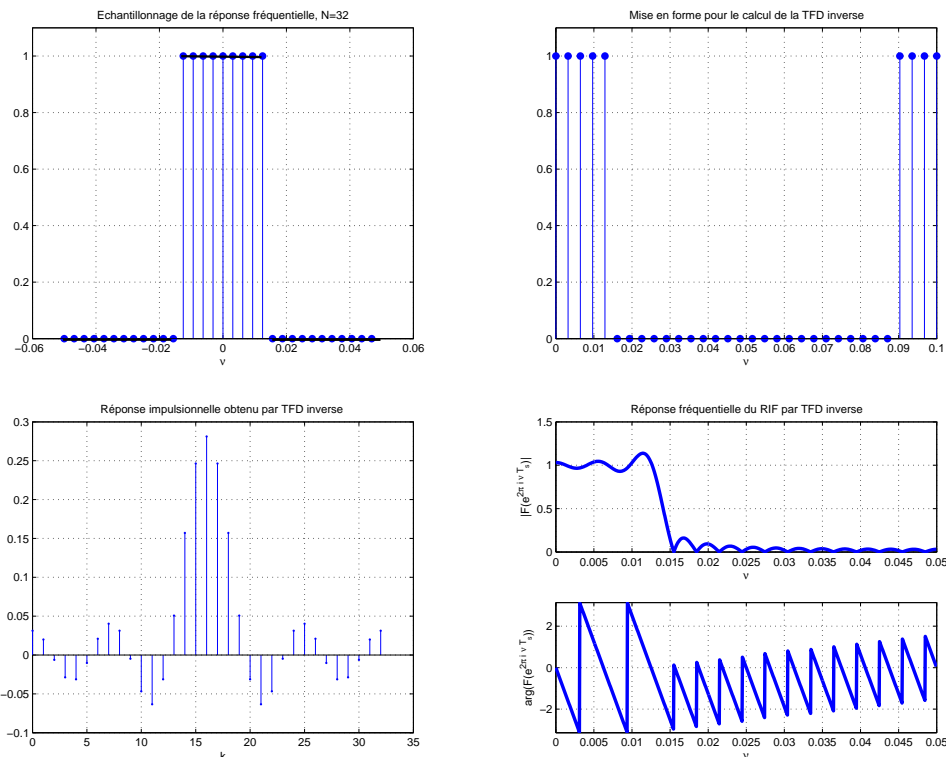 Echantillonnage de la réponse fréquentielle, N=32
1
0.8
0.6
0.4
0.2
0
−0.06 −0.04 −0.02 0 0.02 0.04 0.06
ν
Mise en forme pour le calcul de la TFD inverse
1
0.8
0.6
0.4
0.2
0
0 0.01 0.02 0.03 0.04 0.05 0.06 0.07 0.08 0.09 0.1
ν
Réponse impulsionnelle obtenu par TFD inverse
0.3
0.25
0.2
0.15
0.1
0.05
0
−0.05
−0.1
0 5 10 15 20 25 30 35
k
Réponse fréquentielle du RIF par TFD inverse
|F(e^{2π i ν T_s})|
1.5
1
0.5
0
0 0.005 0.01 0.015 0.02 0.025 0.03 0.035 0.04 0.045 0.05
ν
arg(F(e^{2π i ν T_s}))
2
0
−2
0 0.005 0.01 0.015 0.02 0.025 0.03 0.035 0.04 0.045 0.05
ν